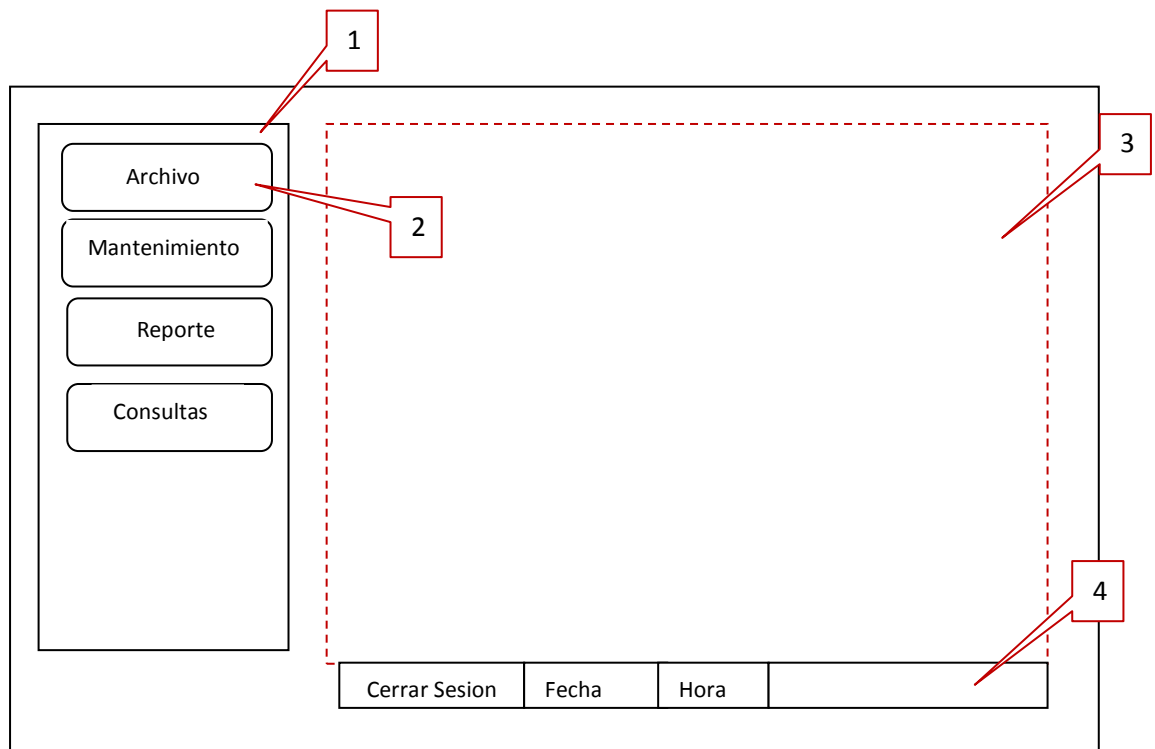 1
3
Archivo
2
Mantenimiento
Reporte
Consultas
4
Cerrar Sesion
Fecha
Hora